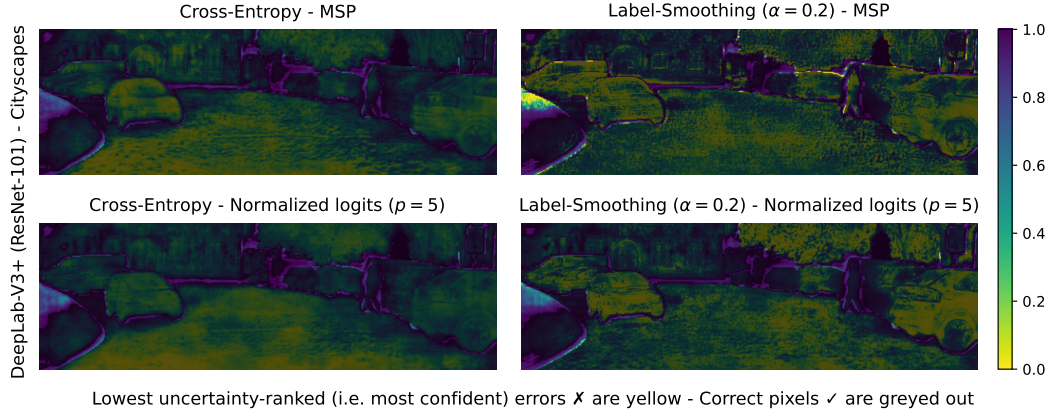 Cross-Entropy - MSP
Label-Smoothing (α = 0.2) - MSP
DeepLab-V3+ (ResNet-101) - Cityscapes
1.0
0.8
0.6
0.4
0.2
0.0
Cross-Entropy - Normalized logits (p = 5)
Label-Smoothing (α = 0.2) - Normalized logits (p = 5)
Lowest uncertainty-ranked (i.e. most confident) errors ✗ are yellow - Correct pixels ✓ are greyed out